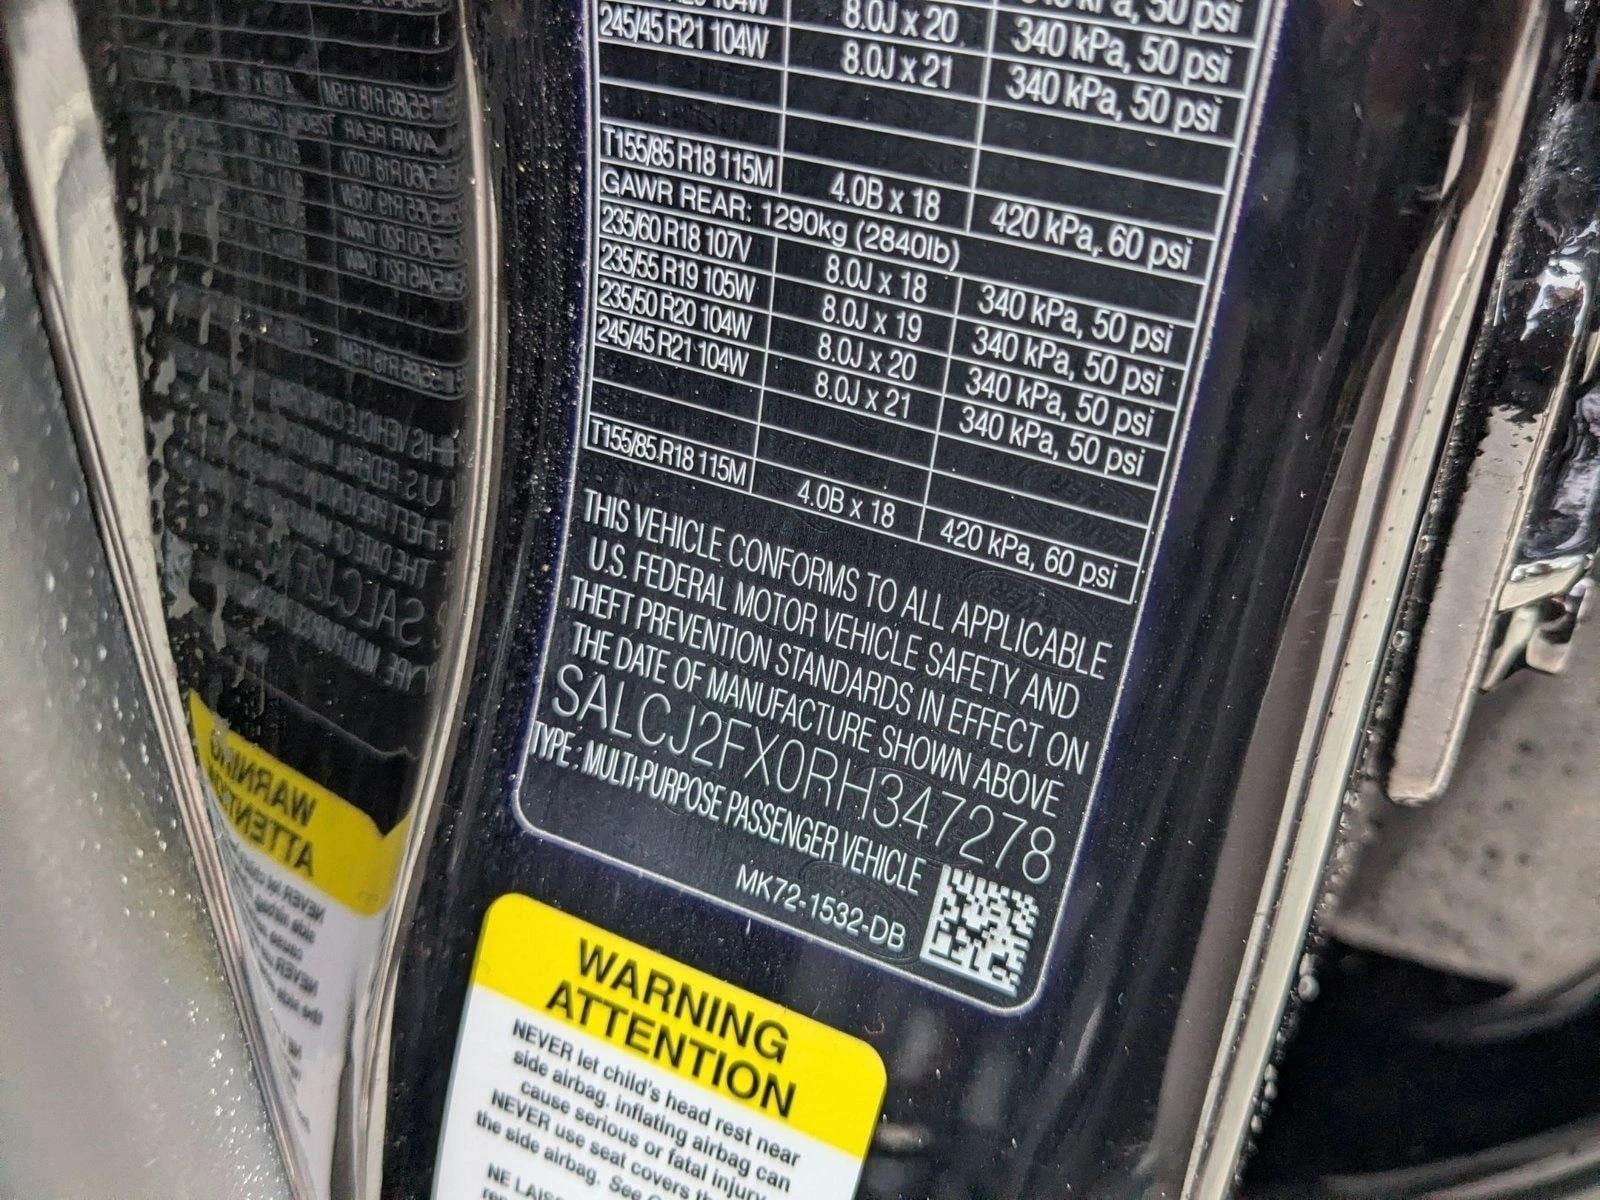 8.0J x 20
245/45 R21 104W
8.0J x 21
340 kPa, 50 psi
340 kPa, 50 psi
T155/85 R18 115M
4.0B x 18
420 kPa, 60 psi
GAWR REAR: 1290kg (2840lb)
235/60 R18 107V
8.0J x 18
340 kPa, 50 psi
235/55 R19 105W
8.0J x 19
340 kPa, 50 psi
235/50 R20 104W
8.0J x 20
340 kPa, 50 psi
245/45 R21 104W
8.0J x 21
340 kPa, 50 psi
T155/85 R18 115M
4.0B x 18
420 kPa, 60 psi
THIS VEHICLE CONFORMS TO ALL APPLICABLE
U.S. FEDERAL MOTOR VEHICLE SAFETY AND
THEFT PREVENTION STANDARDS IN EFFECT ON
THE DATE OF MANUFACTURE SHOWN ABOVE
SALCJ2FX0RH347278
TYPE : MULTI-PURPOSE PASSENGER VEHICLE
MK72-1532-DB
WARNING
ATTENTION
NEVER let child's head rest near
side airbag, inflating airbag can
cause serious or fatal injury.
NEVER use seat covers
the side airbag. See
NE LAISS